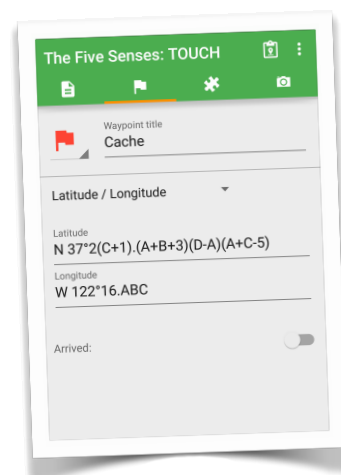 The Five Senses: TOUCH
Waypoint title
Cache
Latitude / Longitude
Latitude
N 37°2(C+1).(A+B+3)(D-A)(A+C-5)
Longitude
W 122°16.ABC
Arrived: